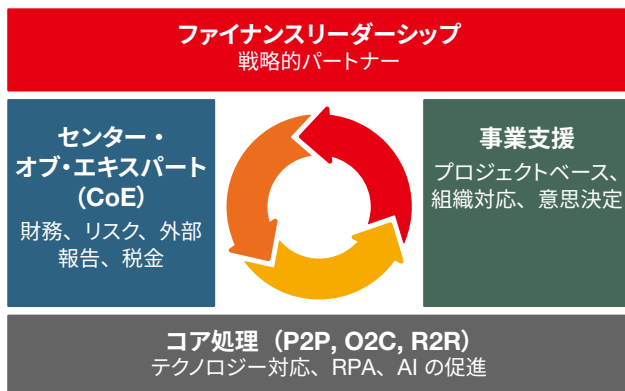 ファイナンスリーダーシップ
戦略的パートナー
センター・
オブ・エキスパート
（CoE）
財務、リスク、外部
報告、税金
事業支援
プロジェクトベース、
組織対応、意思決定
コア処理（P2P, O2C, R2R）
テクノロジー対応、RPA、AI の促進